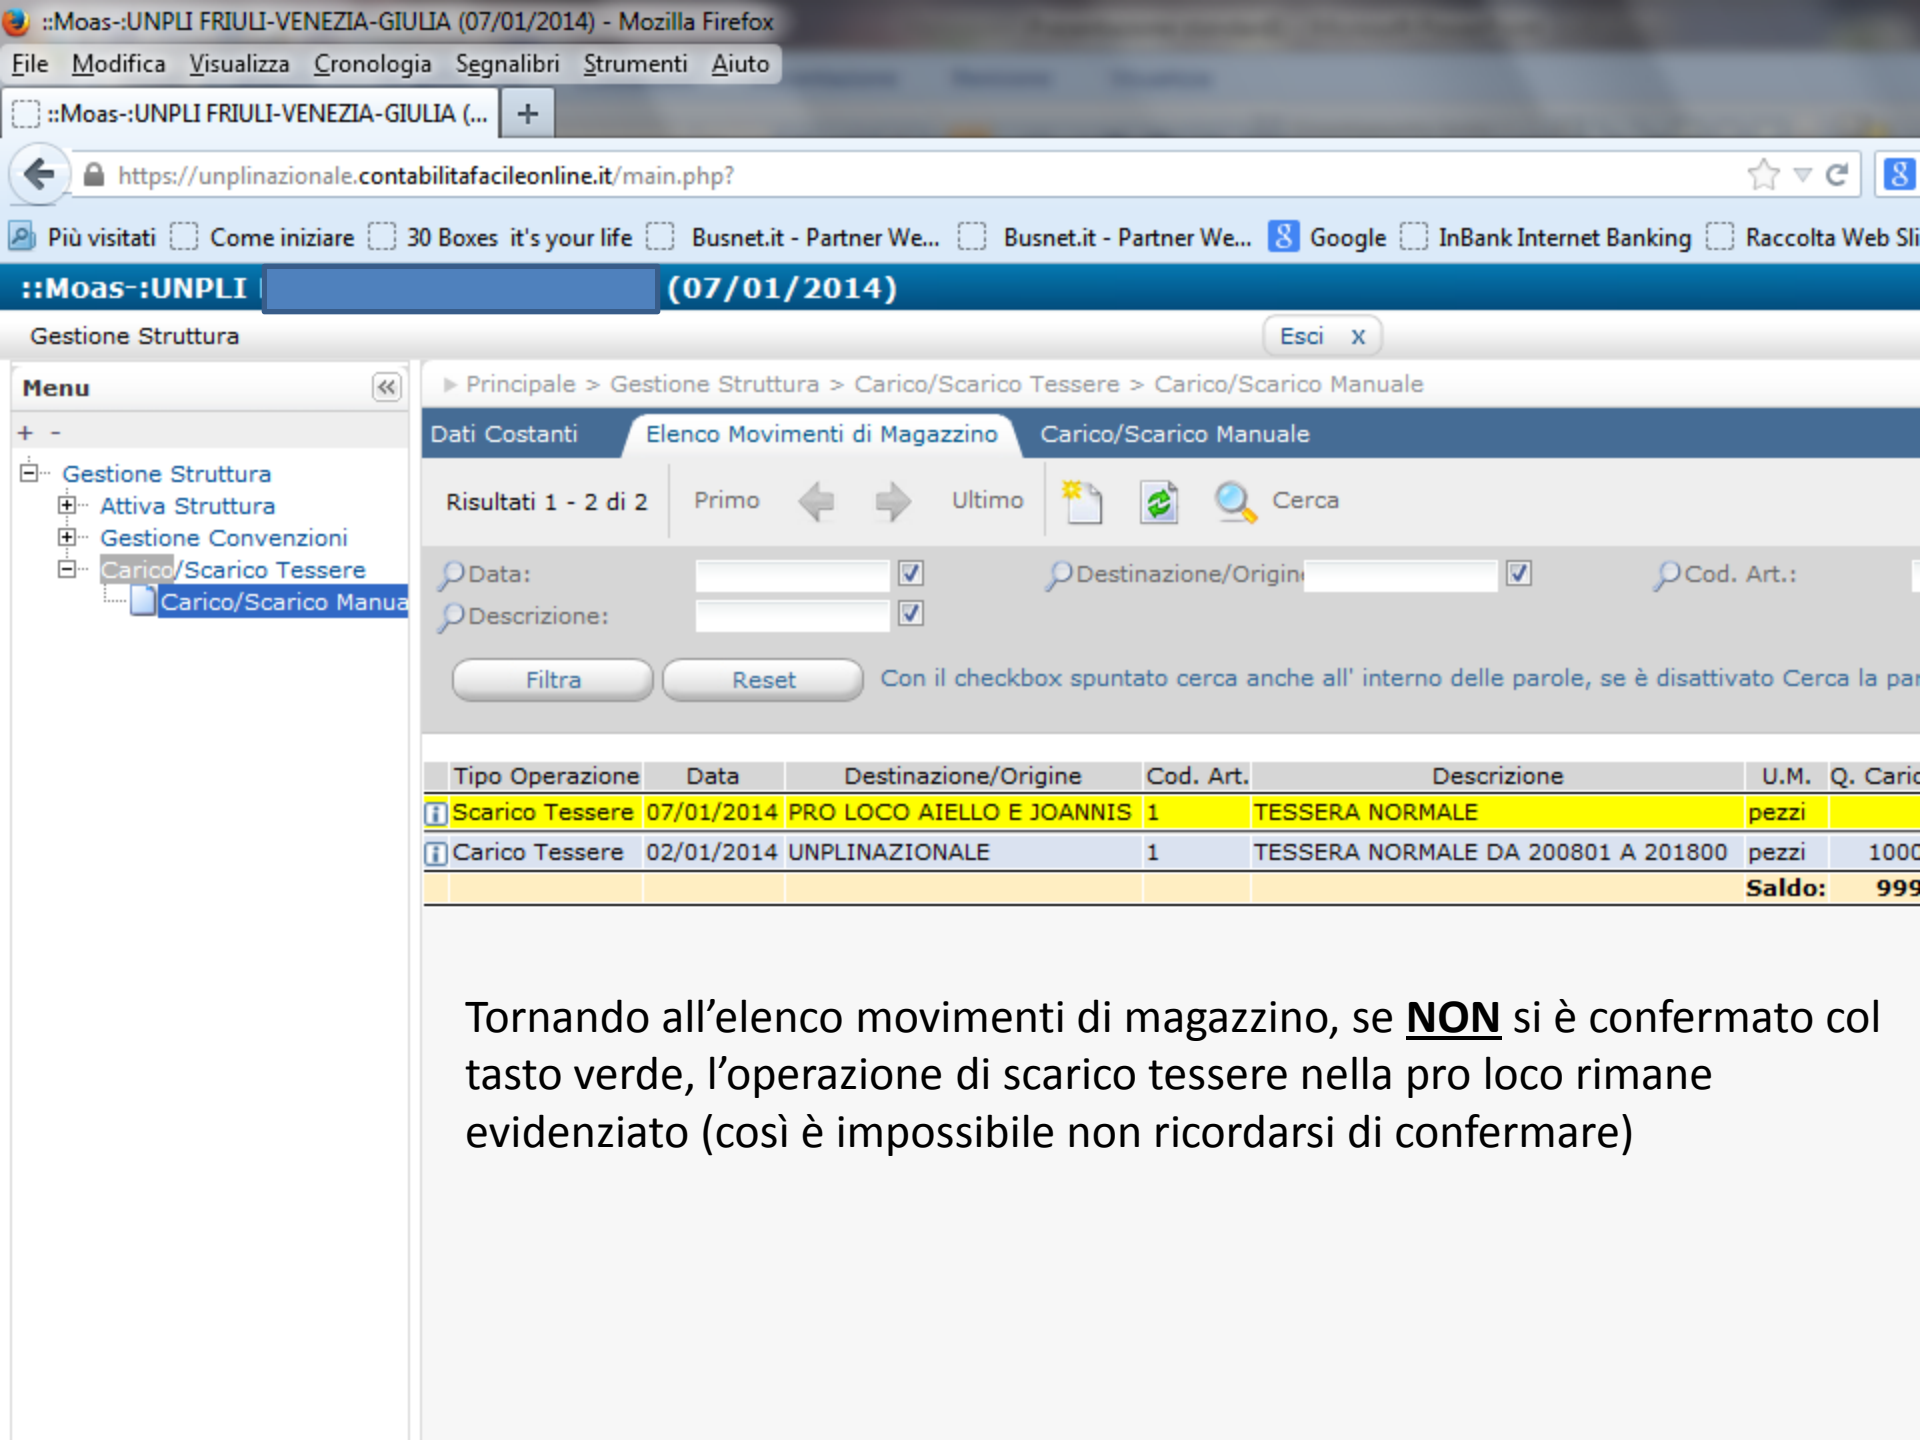 ::Moas-:UNPLI FRIULI-VENEZIA-GIULIA (07/01/2014) - Mozilla Firefox
File Modifica Visualizza Cronologia Segnalibri Strumenti Aiuto
::Moas-:UNPLI FRIULI-VENEZIA-GIULIA (... +
https://unplinazionale.contabilitafacileonline.it/main.php?
Più visitati Come iniziare 30 Boxes it's your life Busnet.it - Partner We... Busnet.it - Partner We... Google InBank Internet Banking Raccolta Web Sli
::Moas-:UNPLI (07/01/2014)
Gestione Struttura Esci x
Menu
Principale > Gestione Struttura > Carico/Scarico Tessere > Carico/Scarico Manuale
+ -
Dati Costanti Elenco Movimenti di Magazzino Carico/Scarico Manuale
Gestione Struttura
Attiva Struttura
Gestione Convenzioni
Carico/Scarico Tessere
Carico/Scarico Manua
Risultati 1 - 2 di 2 Primo Ultimo Cerca
Data: Destinazione/Origin Cod. Art.:
Descrizione:
Filtra Reset Con il checkbox spuntato cerca anche all' interno delle parole, se è disattivato Cerca la par
Tipo Operazione Data Destinazione/Origine Cod. Art. Descrizione U.M. Q. Caric
Scarico Tessere 07/01/2014 PRO LOCO AIELLO E JOANNIS 1 TESSERA NORMALE pezzi
Carico Tessere 02/01/2014 UNPLINAZIONALE 1 TESSERA NORMALE DA 200801 A 201800 pezzi 1000
Saldo: 999
Tornando all’elenco movimenti di magazzino, se NON si è confermato col
tasto verde, l’operazione di scarico tessere nella pro loco rimane
evidenziato (così è impossibile non ricordarsi di confermare)